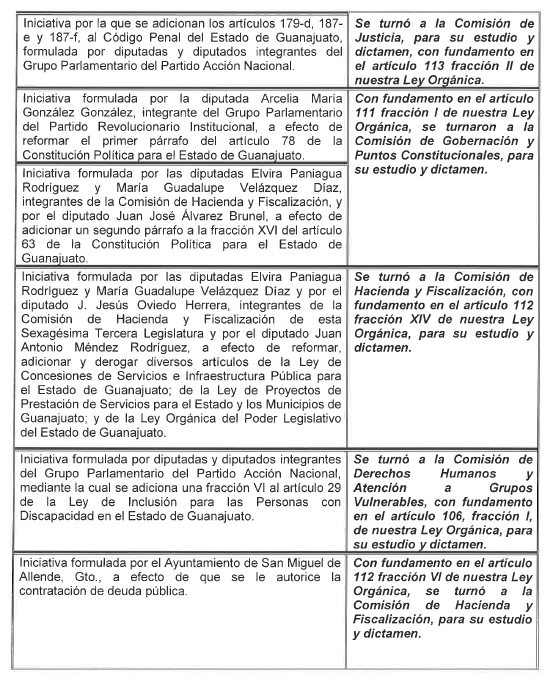 Iniciativa por la que se adicionan los artículos 179-d, 187-
e y 187-f, al Código Penal del Estado de Guanajuato,
formulada por diputadas y diputados integrantes del
Grupo Parlamentario del Partido Acción Nacional.
Se turnó a la Comisión de
Justicia, para su estudio y
dictamen, con fundamento en
el artículo 113 fracción II de
nuestra Ley Orgánica.
Iniciativa formulada por la diputada Arcelia María
González González, integrante del Grupo Parlamentario
del Partido Revolucionario Institucional, a efecto de
reformar el primer párrafo del artículo 78 de la
Constitución Política para el Estado de Guanajuato.
Con fundamento en el artículo
111 fracción I de nuestra Ley
Orgánica, se turnaron a la
Comisión de Gobernación y
Puntos Constitucionales, para
su estudio y dictamen.
Iniciativa formulada por las diputadas Elvira Paniagua
Rodríguez y María Guadalupe Velázquez Díaz,
integrantes de la Comisión de Hacienda y Fiscalización, y
por el diputado Juan José Álvarez Brunel, a efecto de
adicionar un segundo párrafo a la fracción XVI del artículo
63 de la Constitución Política para el Estado de
Guanajuato.
Iniciativa formulada por las diputadas Elvira Paniagua
Rodríguez y María Guadalupe Velázquez Díaz y por el
diputado J. Jesús Oviedo Herrera, integrantes de la
Comisión de Hacienda y Fiscalización de esta
Sexagésima Tercera Legislatura y por el diputado Juan
Antonio Méndez Rodríguez, a efecto de reformar,
adicionar y derogar diversos artículos de la Ley de
Concesiones de Servicios e Infraestructura Pública para
el Estado de Guanajuato; de la Ley de Proyectos de
Prestación de Servicios para el Estado y los Municipios de
Guanajuato; y de la Ley Orgánica del Poder Legislativo
del Estado de Guanajuato.
Se turnó a la Comisión de
Hacienda y Fiscalización, con
fundamento en el artículo 112
fracción XIV de nuestra Ley
Orgánica, para su estudio y
dictamen.
Iniciativa formulada por diputadas y diputados integrantes
del Grupo Parlamentario del Partido Acción Nacional,
mediante la cual se adiciona una fracción VI al artículo 29
de la Ley de Inclusión para las Personas con
Discapacidad en el Estado de Guanajuato.
Se turnó a la Comisión de
Derechos Humanos y
Atención a Grupos
Vulnerables, con fundamento
en el artículo 106, fracción I,
de nuestra Ley Orgánica, para
su estudio y dictamen.
Iniciativa formulada por el Ayuntamiento de San Miguel de
Allende, Gto., a efecto de que se le autorice la
contratación de deuda pública.
Con fundamento en el artículo
112 fracción VI de nuestra Ley
Orgánica, se turnó a la
Comisión de Hacienda y
Fiscalización, para su estudio
y dictamen.